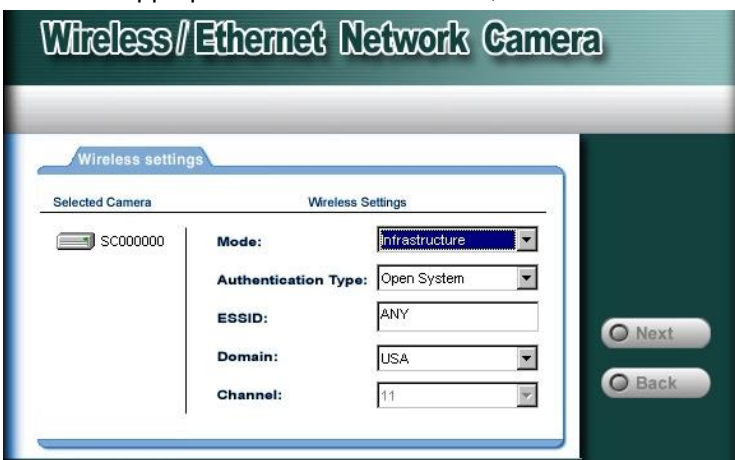 Wireless/Ethernet Network Camera
Wireless settings
Selected Camera
Wireless Settings
SC000000
Mode:
Infrastructure
Authentication Type:
Open System
ESSID:
ANY
Domain:
USA
Channel:
11
Next
Back